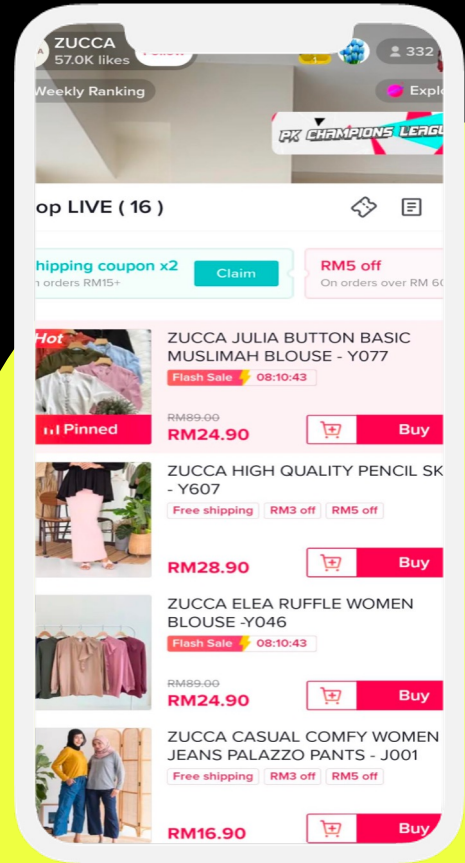 ZUCCA
57.0K likes
332
Weekly Ranking
Explo
PK CHAMPIONS LEAGU
op LIVE ( 16 )
hipping coupon x2
n orders RM15+
Claim
RM5 off
On orders over RM 60
Hot
ZUCCA JULIA BUTTON BASIC
MUSLIMAH BLOUSE - Y077
Flash Sale 08:10:43
RM89.00
RM24.90
Pinned
Buy
ZUCCA HIGH QUALITY PENCIL SK
- Y607
Free shipping RM3 off RM5 off
RM28.90
Buy
ZUCCA ELEA RUFFLE WOMEN
BLOUSE -Y046
Flash Sale 08:10:43
RM89.00
RM24.90
Buy
ZUCCA CASUAL COMFY WOMEN
JEANS PALAZZO PANTS - J001
Free shipping RM3 off RM5 off
RM16.90
Buy